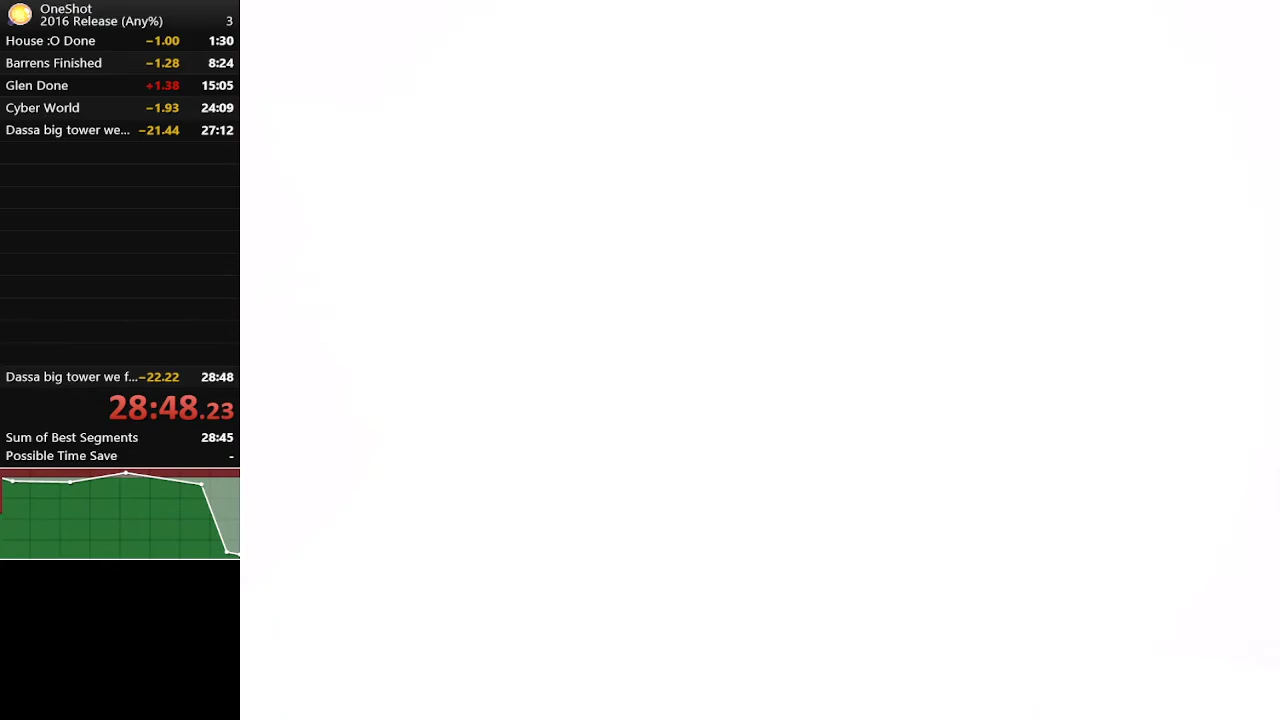 OneShot
2016 Release (Any%) 3
House :O Done −1.00 1:30
Barrens Finished −1.28 8:24
Glen Done +1.38 15:05
Cyber World −1.93 24:09
Dassa big tower we... −21.44 27:12
Dassa big tower we f... −22.22 28:48
28:48.23
Sum of Best Segments 28:45
Possible Time Save -